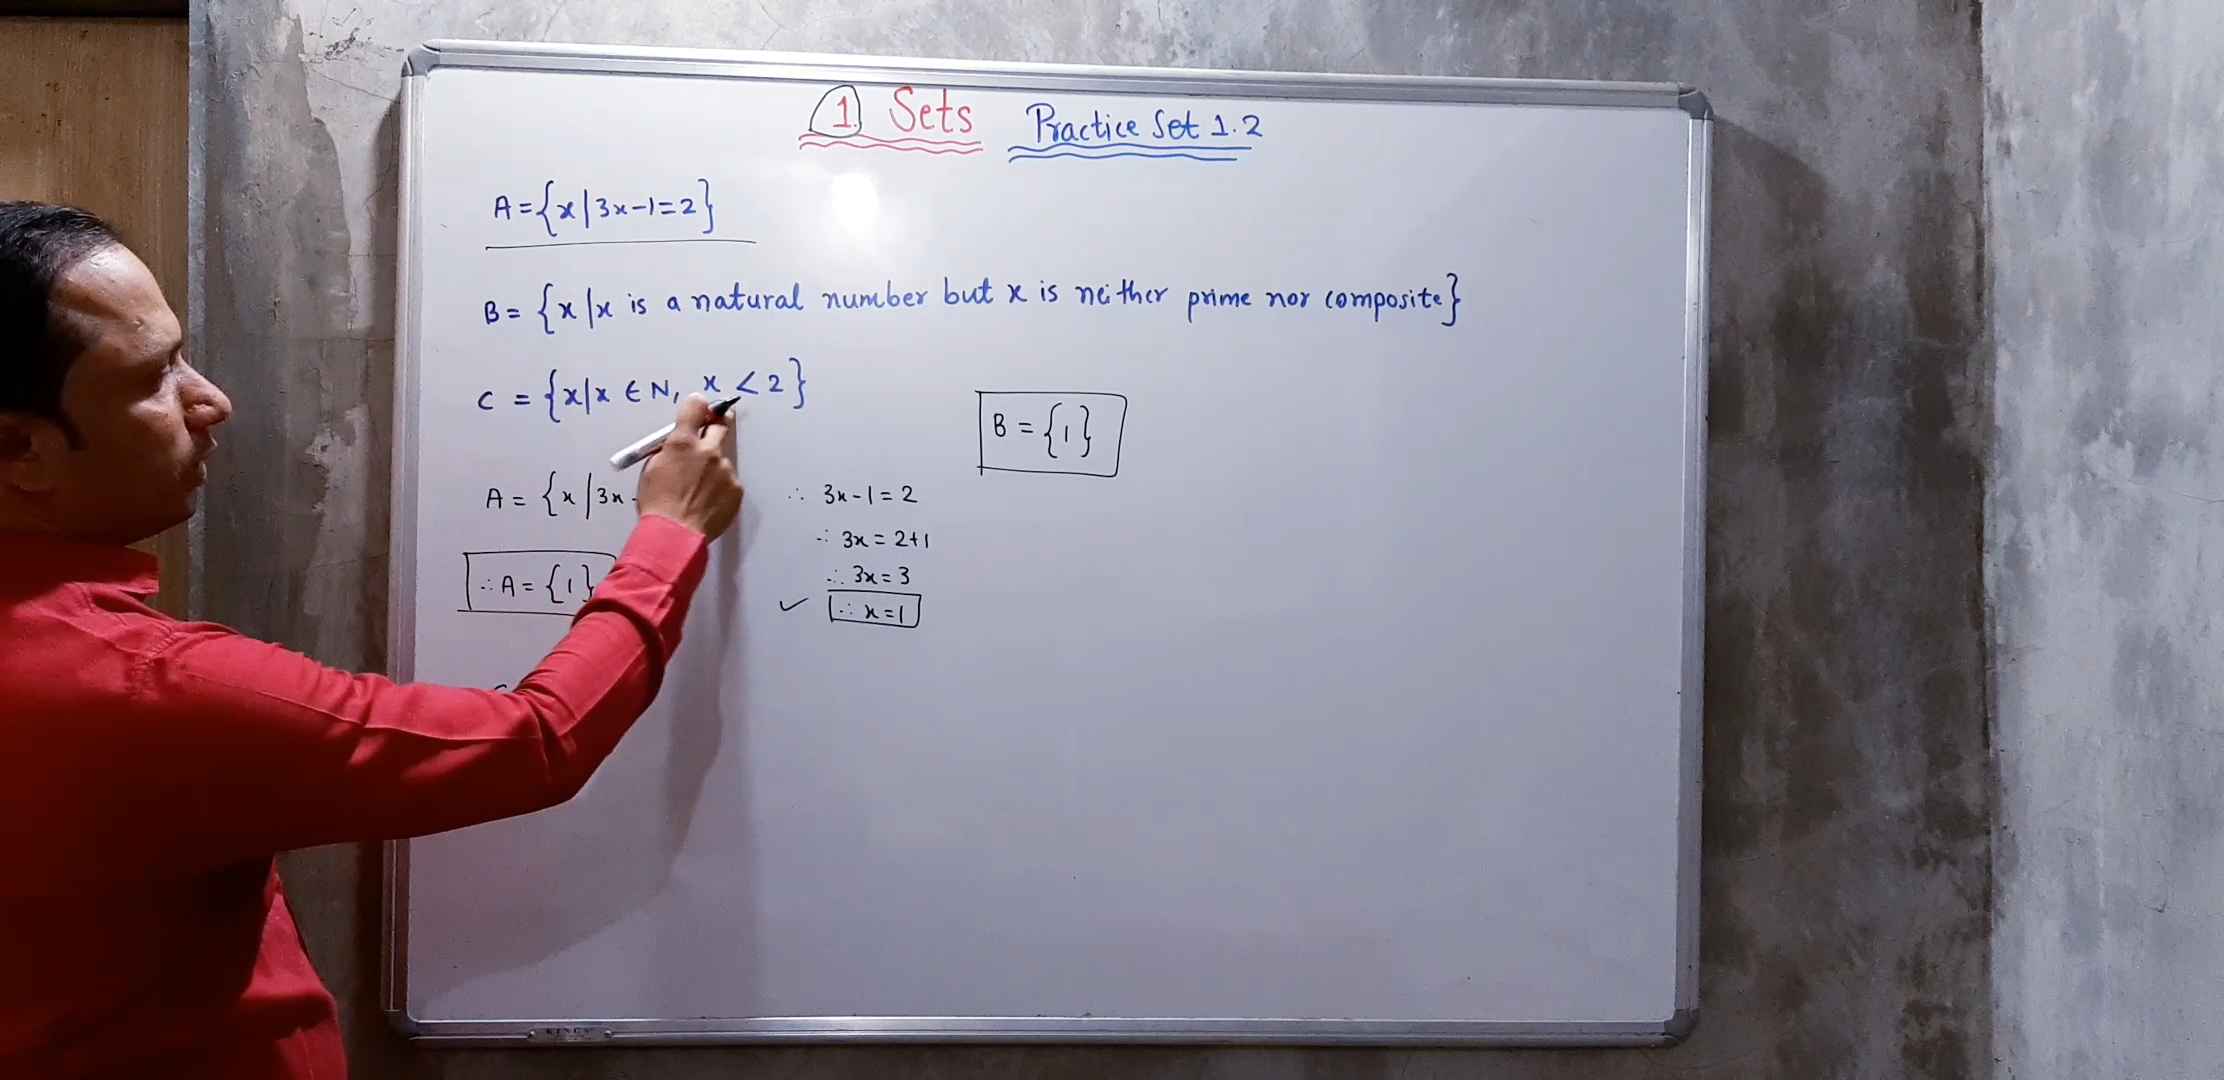 1 Sets Practice Set 1.2
A={x|3x-1=2}
B= {x/x is a natural number but x is neither prime nor composite}
C = {x/x ∈ N, x < 2}
B = {1}
A = {x/3x
∴ 3x-1=2
∴ 3x = 2+1
∴ 3x=3
∴ A = {1}
✓ ∴ x=1